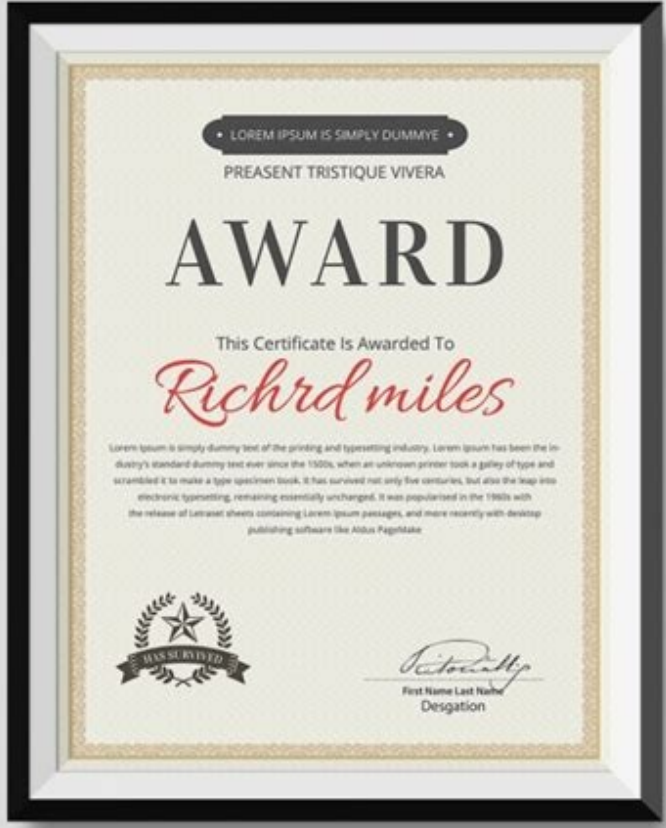 LOREM IPSUM IS SIMPLY DUMMYE
PREASENT TRISTIQUE VIVERA
AWARD
This Certificate Is Awarded To
Richrd miles
Lorem Ipsum is simply dummy text of the printing and typesetting industry. Lorem Ipsum has been the in-
dustry's standard dummy text ever since the 1500s, when an unknown printer took a galley of type and
scrambled it to make a type specimen book. It has survived not only five centuries, but also the leap into
electronic typesetting, remaining essentially unchanged. It was popularised in the 1960s with
the release of Letraset sheets containing Lorem Ipsum passages, and more recently with desktop
publishing software like Aldus PageMake
HAS SURVIVED
First Name Last Name
Desgation